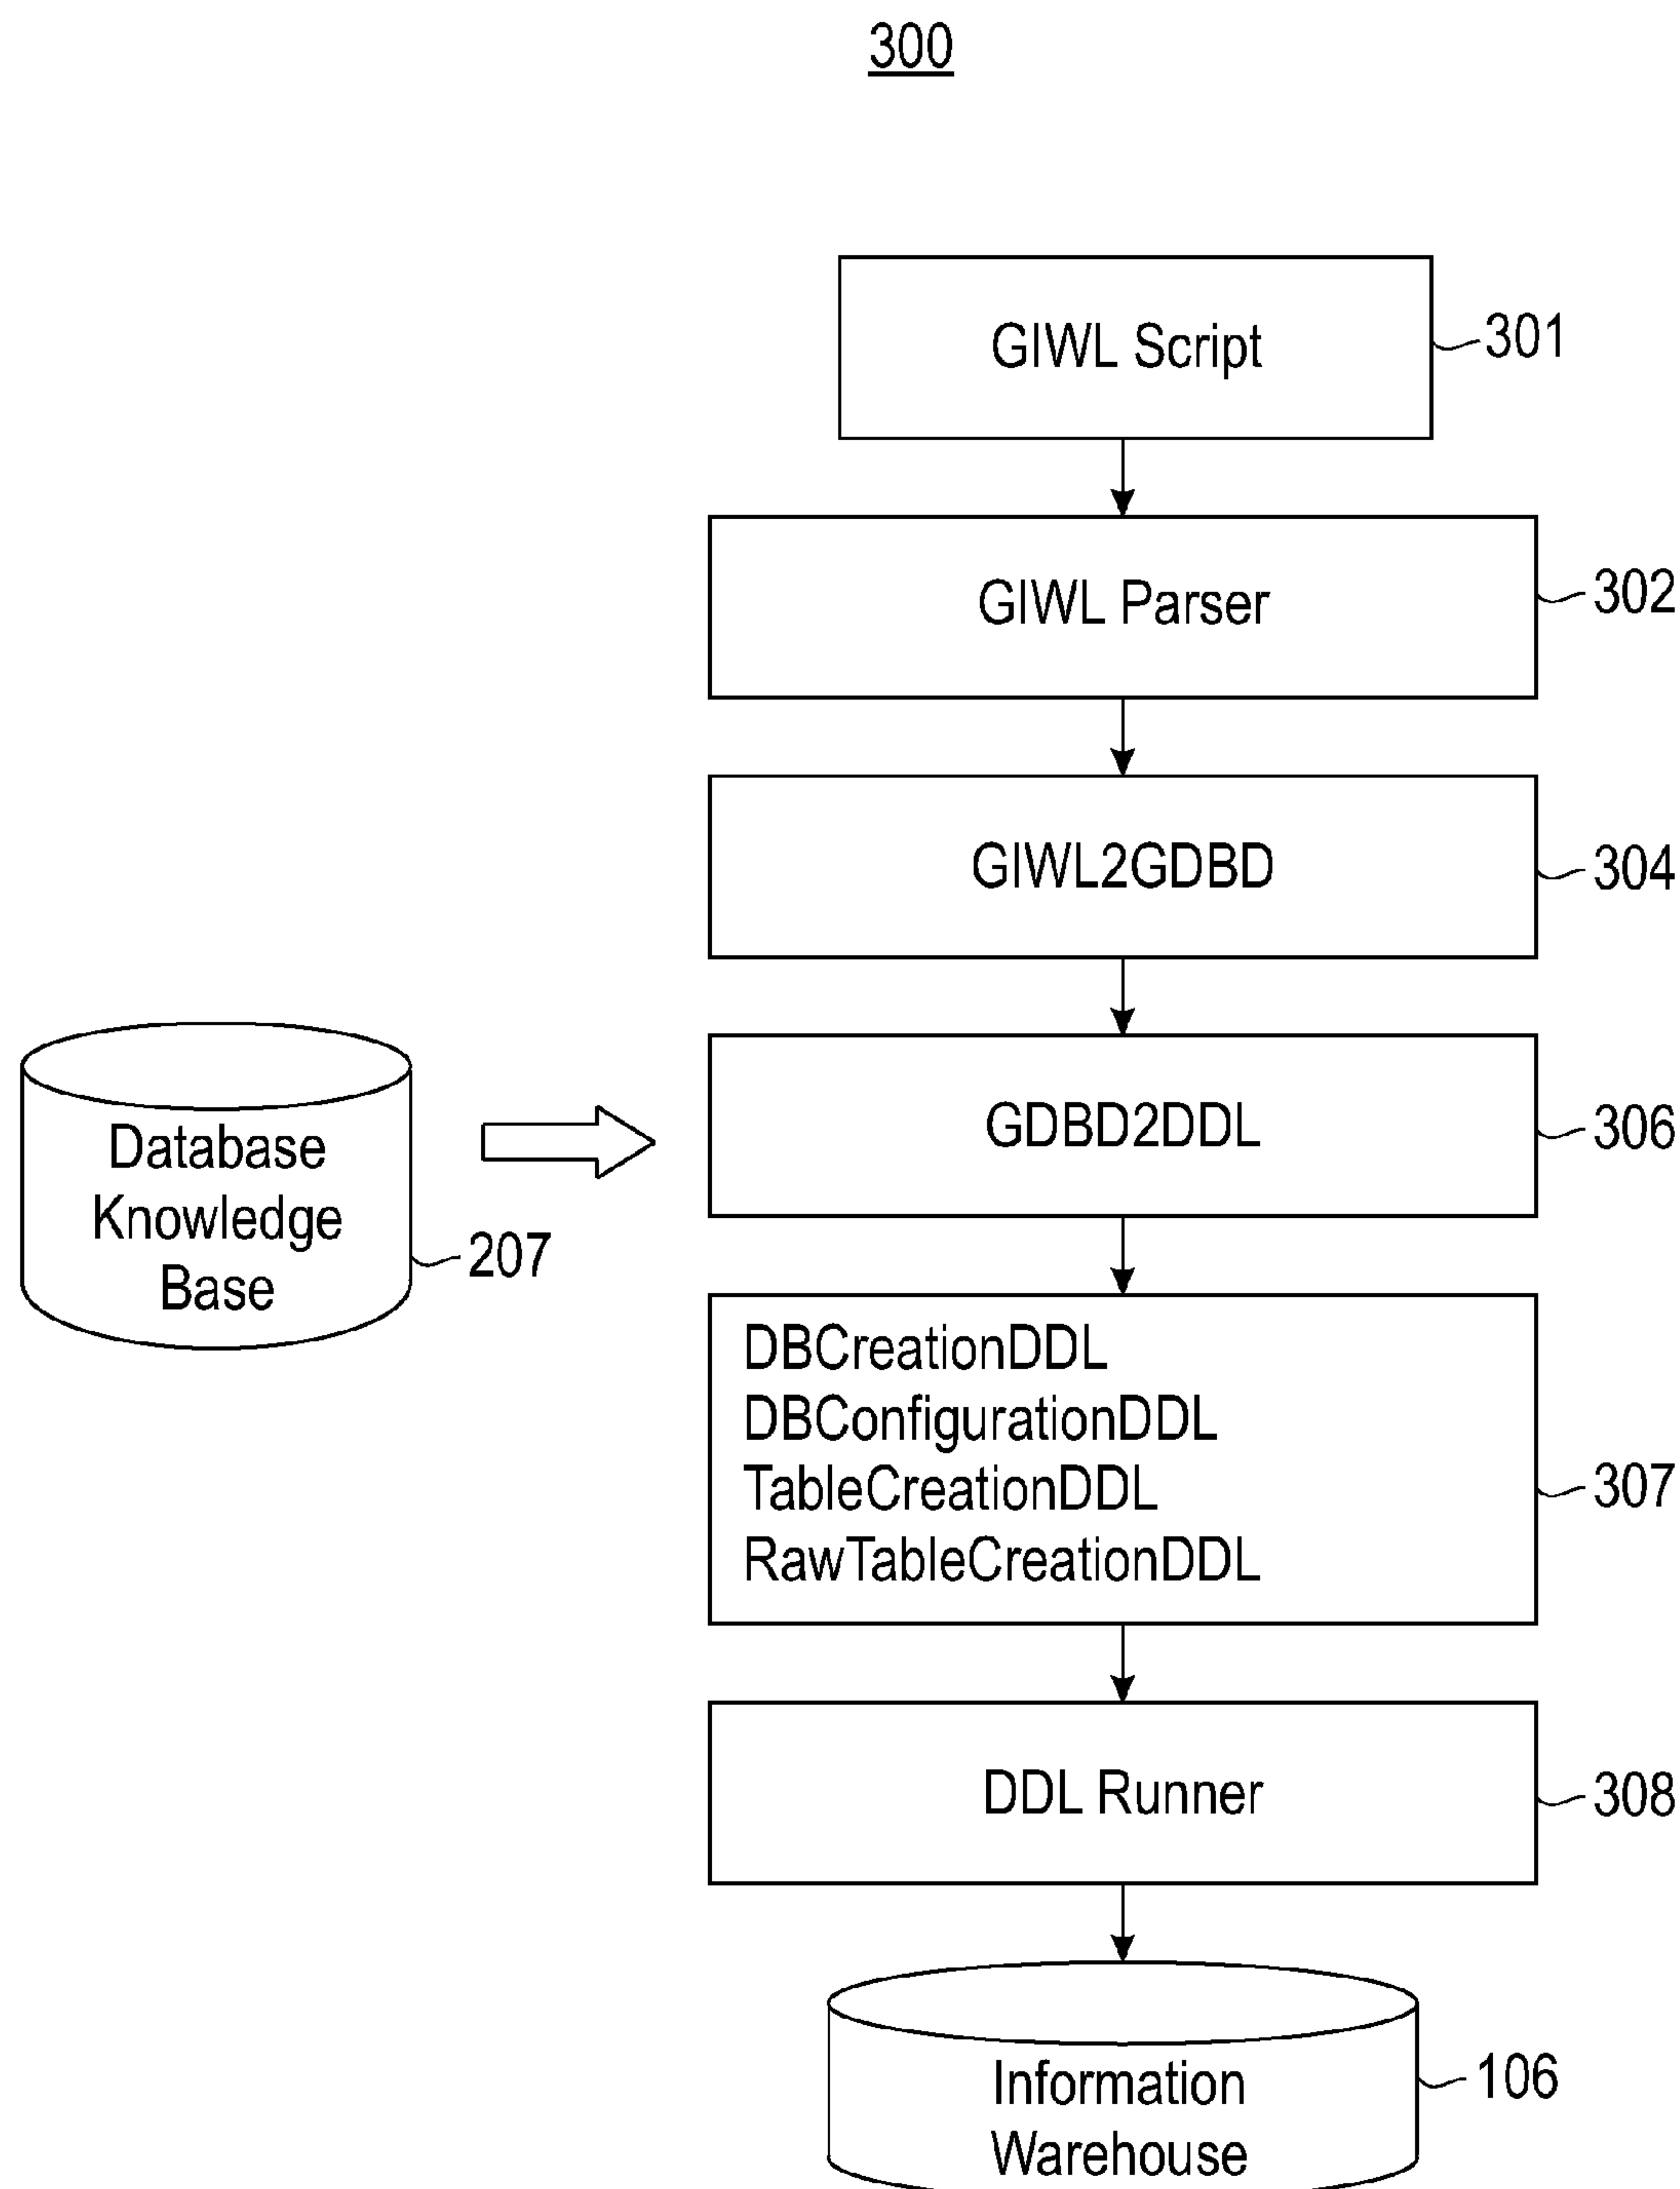 300
GIWL Script
301
GIWL Parser
302
GIWL2GDBD
304
GDBD2DDL
306
Database
Knowledge
Base
207
DBCreationDDL
DBConfigurationDDL
TableCreationDDL
RawTableCreationDDL
307
DDL Runner
308
Information
Warehouse
106